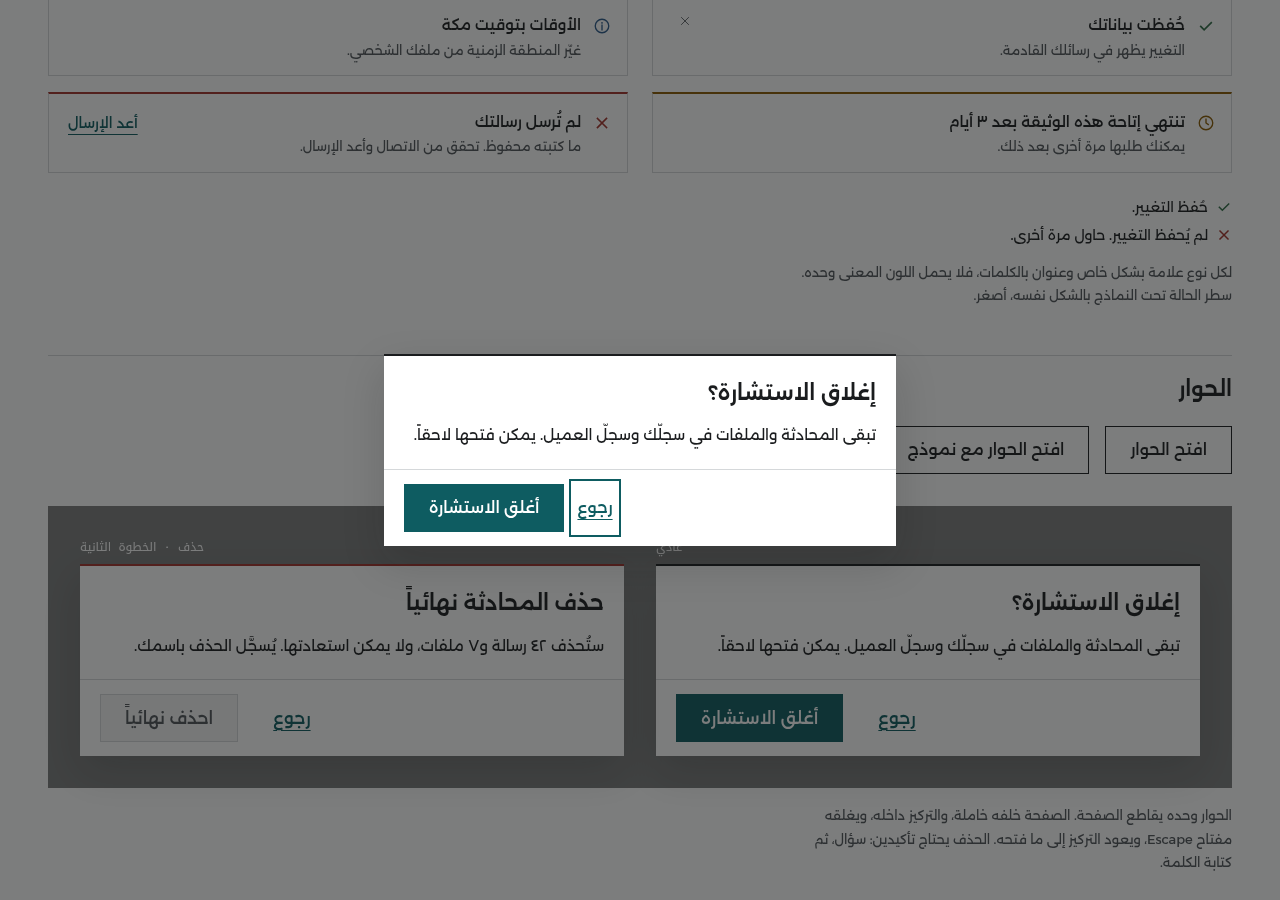 حُفظت بياناتك
التغيير يظهر في رسائلك القادمة.
الأوقات بتوقيت مكة
غيّر المنطقة الزمنية من ملفك الشخصي.
تنتهي إتاحة هذه الوثيقة بعد ٣ أيام
يمكنك طلبها مرة أخرى بعد ذلك.
لم تُرسل رسالتك
ما كتبته محفوظ. تحقق من الاتصال وأعد الإرسال.
أعد الإرسال
حُفظ التغيير.
لم يُحفظ التغيير. حاول مرة أخرى.
لكل نوع علامة بشكل خاص وعنوان بالكلمات، فلا يحمل اللون المعنى وحده.
سطر الحالة تحت النماذج بالشكل نفسه، أصغر.
الحوار
افتح الحوار
افتح الحوار مع نموذج
إغلاق الاستشارة؟
تبقى المحادثة والملفات في سجلّك وسجلّ العميل. يمكن فتحها لاحقاً.
رجوع
أغلق الاستشارة
عادي
إغلاق الاستشارة؟
تبقى المحادثة والملفات في سجلّك وسجلّ العميل. يمكن فتحها لاحقاً.
رجوع
أغلق الاستشارة
حذف · الخطوة الثانية
حذف المحادثة نهائياً
ستُحذف ٤٢ رسالة و٧ ملفات، ولا يمكن استعادتها. يُسجَّل الحذف باسمك.
رجوع
احذف نهائياً
الحوار وحده يقاطع الصفحة. الصفحة خلفه خاملة، والتركيز داخله، ويغلقه
مفتاح Escape، ويعود التركيز إلى ما فتحه. الحذف يحتاج تأكيدين: سؤال، ثم
كتابة الكلمة.